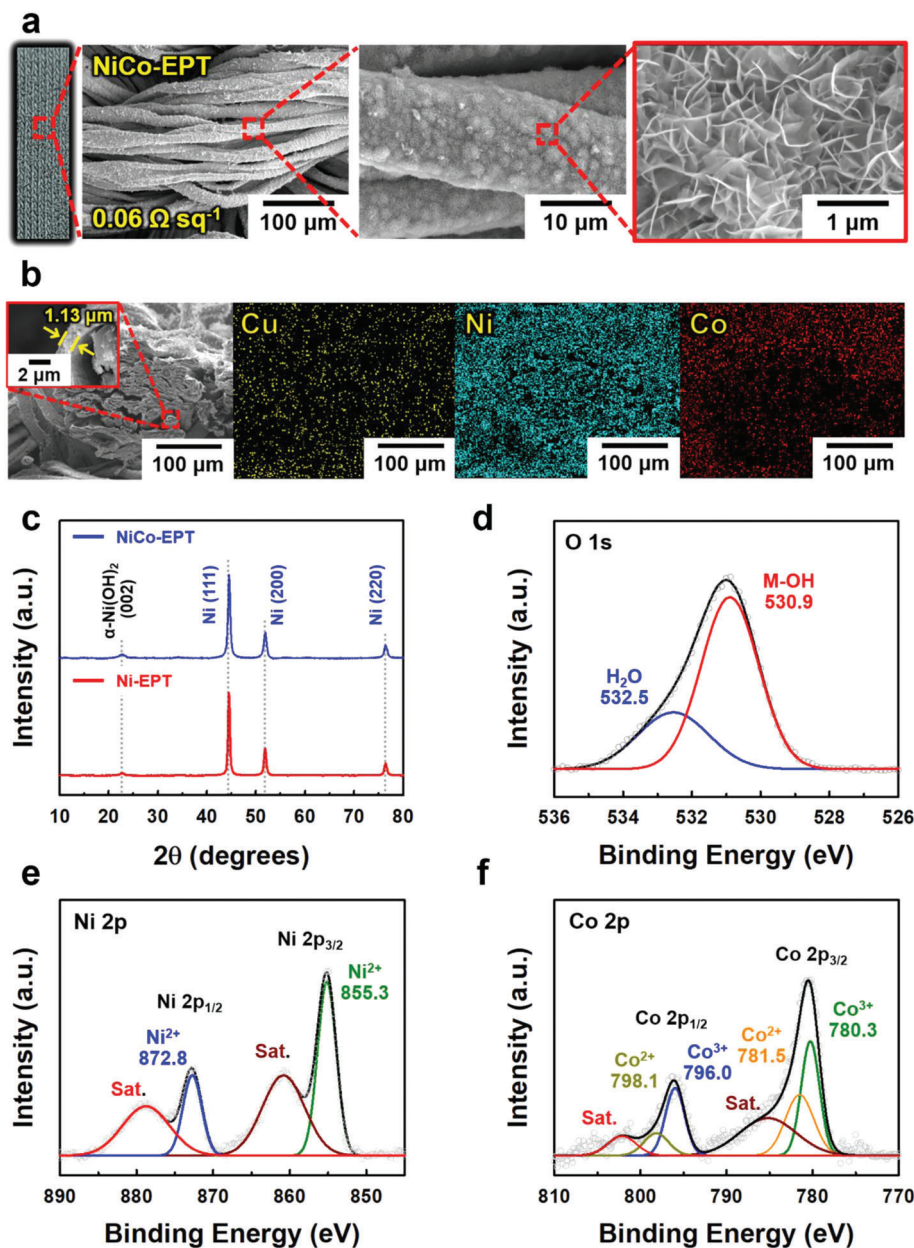 a
NiCo-EPT
0.06 Ω sq⁻¹
100 μm
10 μm
1 μm
b
1.13 μm
2 μm
100 μm
Cu
100 μm
Ni
100 μm
Co
100 μm
c
Intensity (a.u.)
NiCo-EPT
α-Ni(OH)₂
(002)
Ni (111)
Ni (200)
Ni (220)
Ni-EPT
10 20 30 40 50 60 70 80
2θ (degrees)
d
Intensity (a.u.)
O 1s
M-OH
530.9
H₂O
532.5
536 534 532 530 528 526
Binding Energy (eV)
e
Intensity (a.u.)
Ni 2p
Ni 2p₃/₂
Ni²⁺
855.3
Ni 2p₁/₂
Ni²⁺
872.8
Sat.
Sat.
890 880 870 860 850
Binding Energy (eV)
f
Intensity (a.u.)
Co 2p
Co 2p₃/₂
Co³⁺
780.3
Co²⁺
781.5
Co 2p₁/₂
Co³⁺
796.0
Co²⁺
798.1
Sat.
Sat.
810 800 790 780 770
Binding Energy (eV)